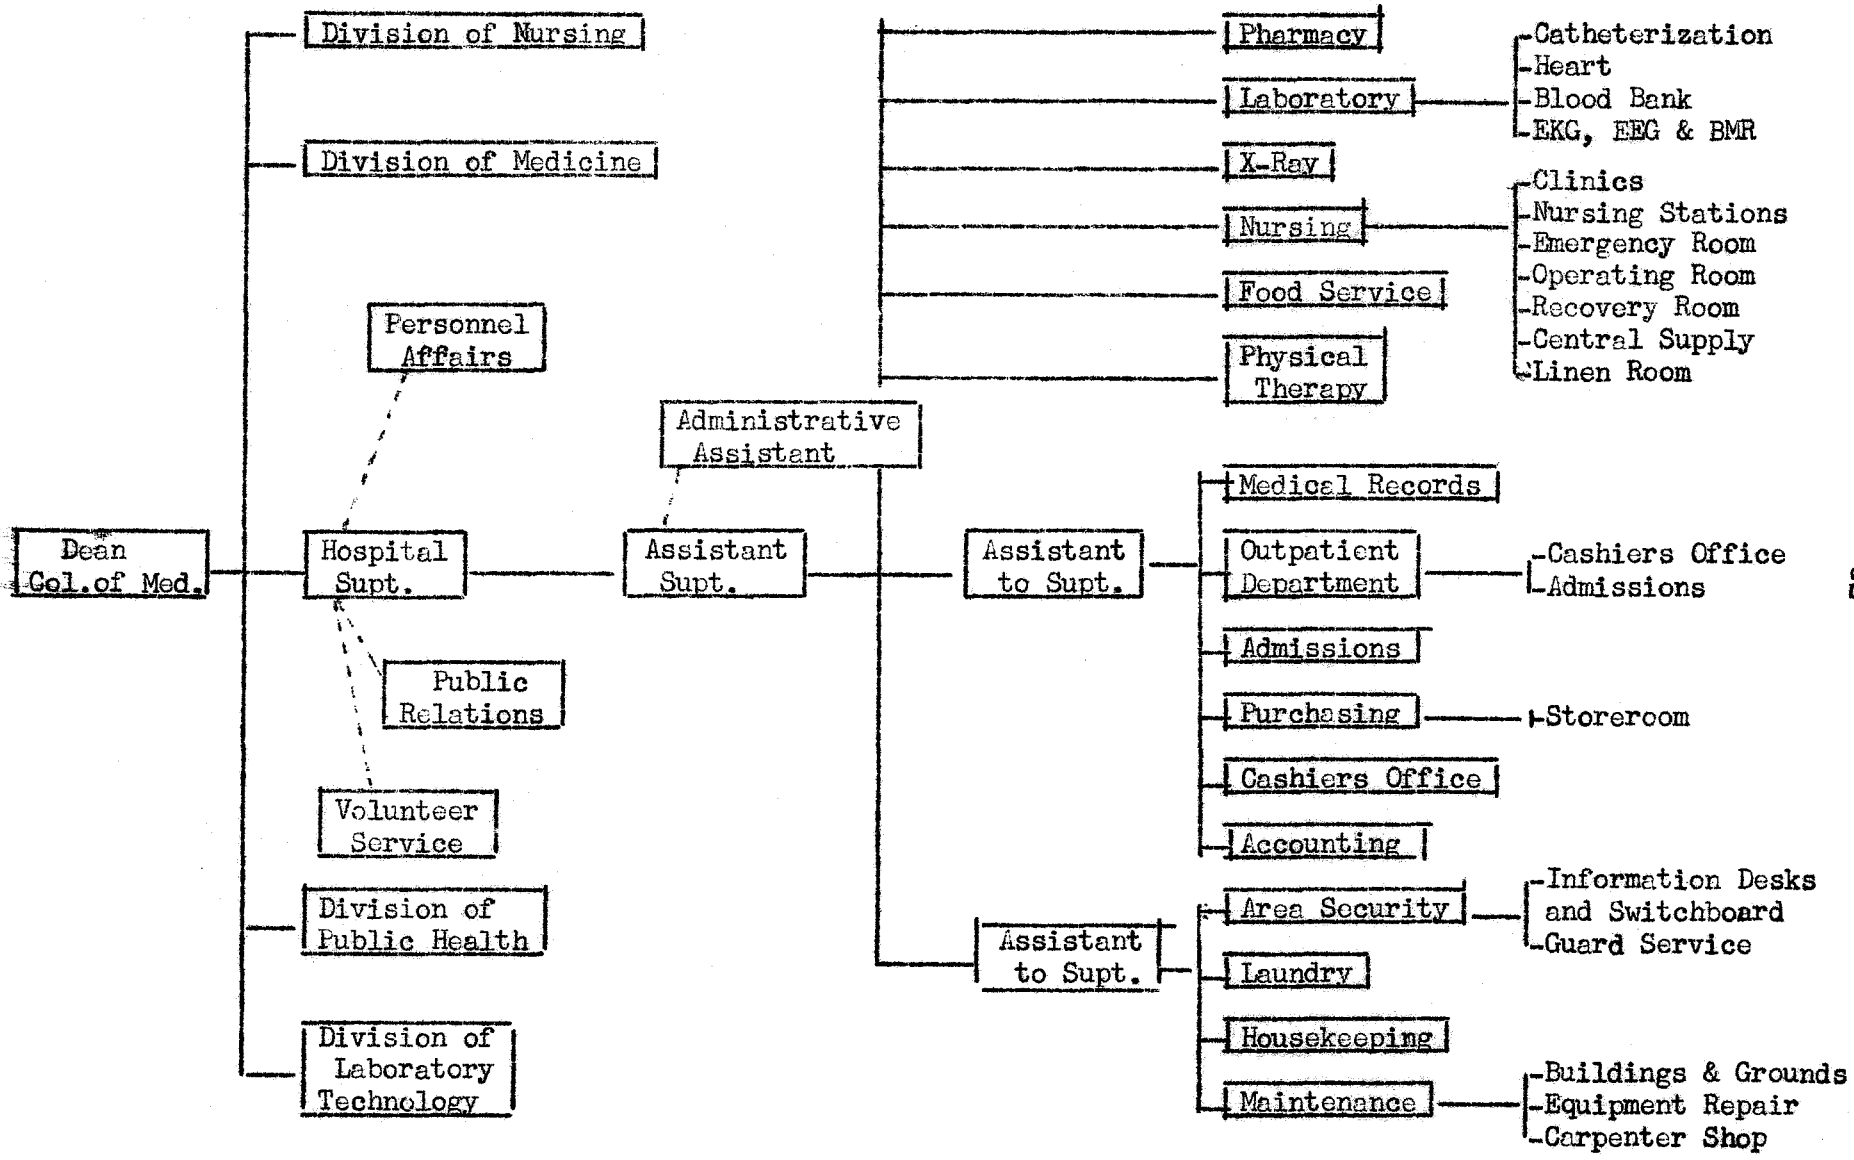 Division of Nursing
Division of Medicine
Personnel
Affairs
Administrative
Assistant
Dean
Col.of Med.
Hospital
Supt.
Assistant
Supt.
Public
Relations
Volunteer
Service
Division of
Public Health
Division of
Laboratory
Technology
Pharmacy
Laboratory
Catheterization
Heart
Blood Bank
EKG, EEG & BMR
X-Ray
Nursing
Clinics
Nursing Stations
Emergency Room
Operating Room
Recovery Room
Central Supply
Linen Room
Food Service
Physical
Therapy
Assistant
to Supt.
Medical Records
Outpatient
Department
Cashiers Office
Admissions
Admissions
Purchasing
Storeroom
Cashiers Office
Accounting
Assistant
to Supt.
Area Security
Information Desks
and Switchboard
Guard Service
Laundry
Housekeeping
Maintenance
Buildings & Grounds
Equipment Repair
Carpenter Shop